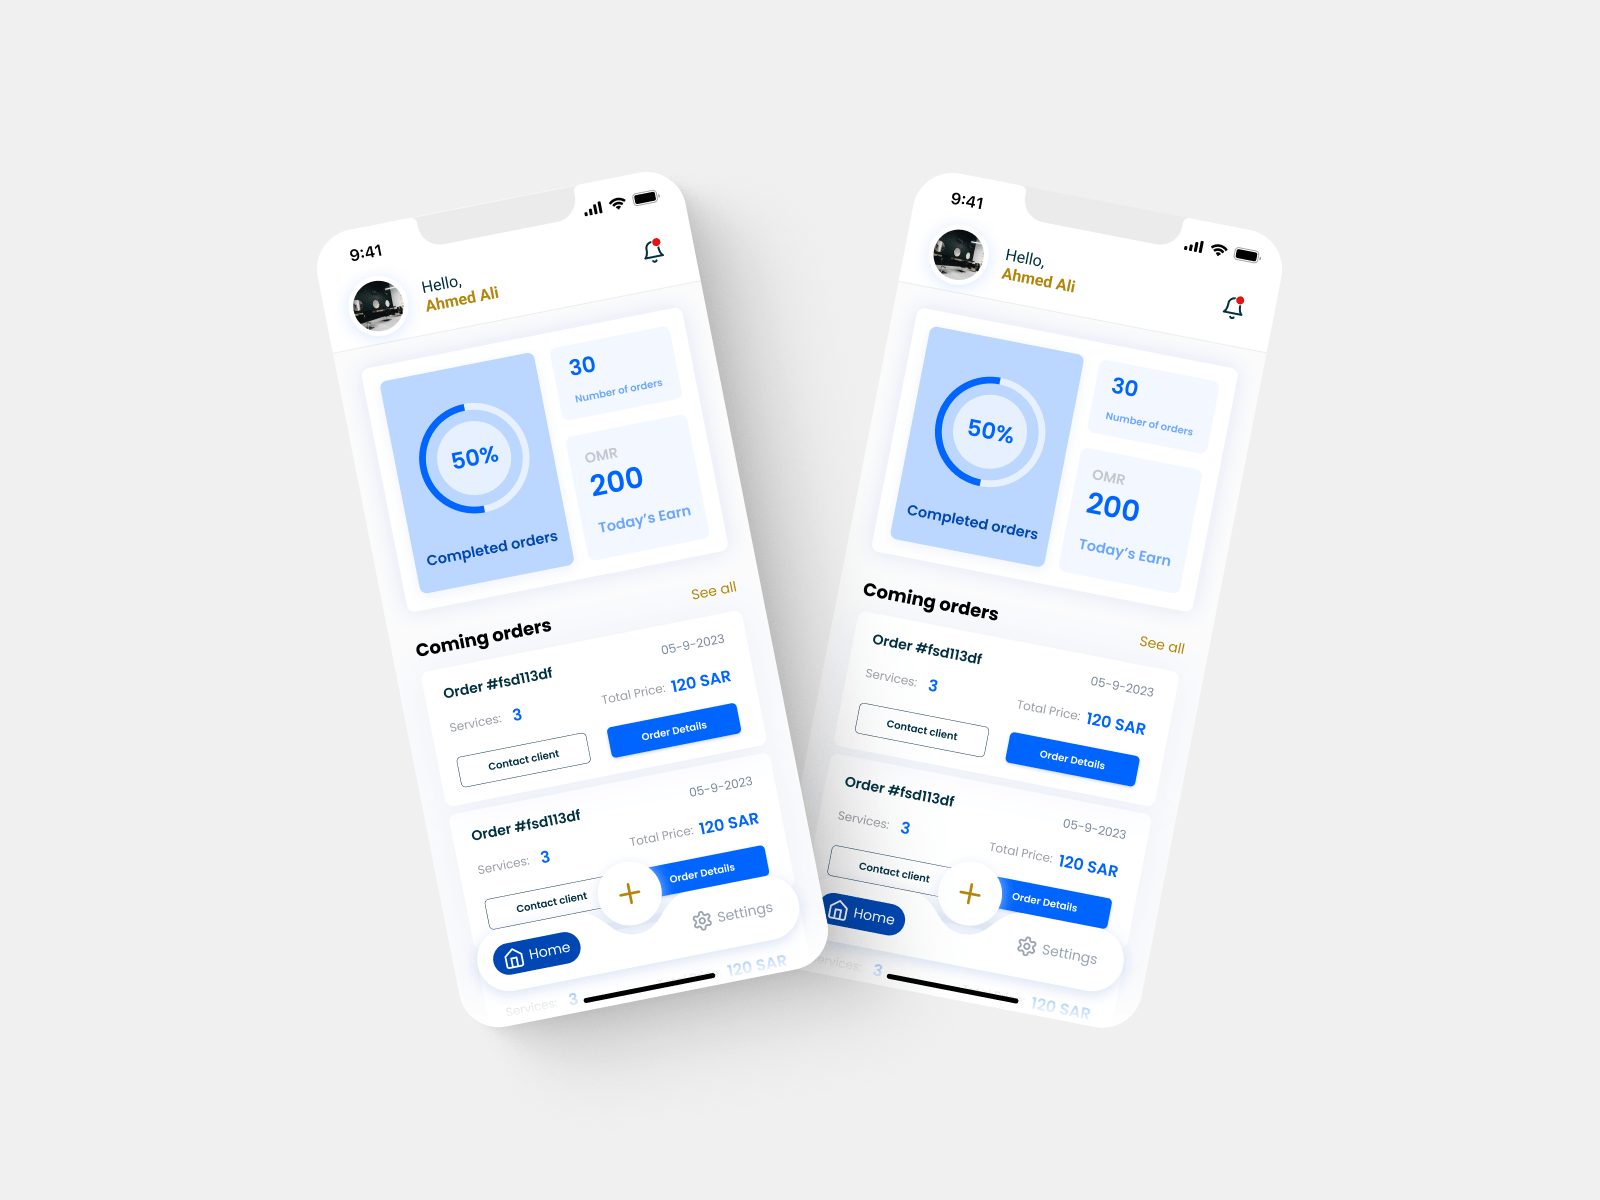 9:41
Hello,
Ahmed Ali
50%
Completed orders
30
Number of orders
OMR
200
Today's Earn
Coming orders
See all
Order #fsd113df
05-9-2023
Services: 3
Total Price: 120 SAR
Contact client
Order Details
Order #fsd113df
05-9-2023
Services: 3
Total Price: 120 SAR
Contact client
Order Details
Home
Settings
Services: 3
120 SAR
9:41
Hello,
Ahmed Ali
50%
Completed orders
30
Number of orders
OMR
200
Today's Earn
Coming orders
See all
Order #fsd113df
05-9-2023
Services: 3
Total Price: 120 SAR
Contact client
Order Details
Order #fsd113df
05-9-2023
Services: 3
Total Price: 120 SAR
Contact client
Order Details
Home
Settings
3
120 SAR